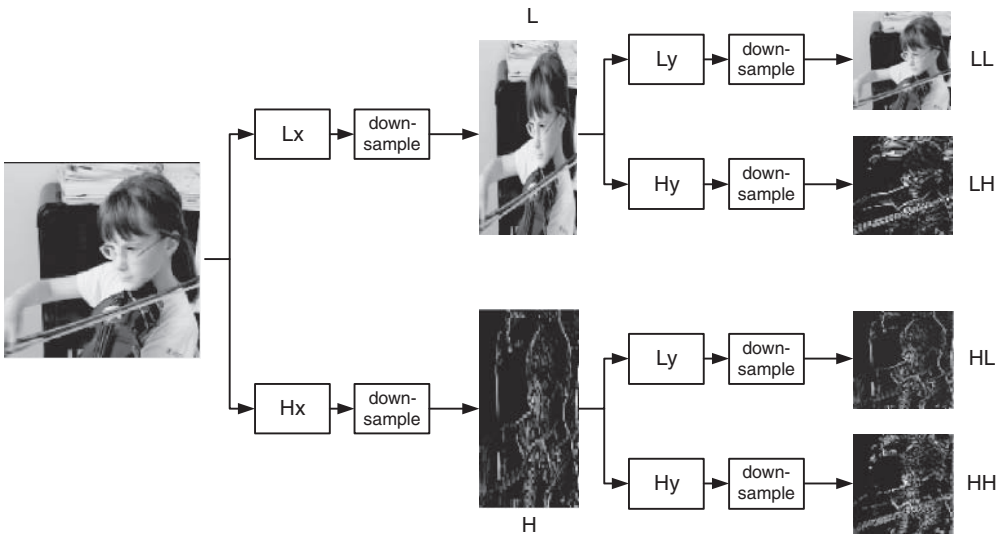 L
Ly
down-
sample
LL
Lx
down-
sample
Hy
down-
sample
LH
Hx
down-
sample
Ly
down-
sample
HL
Hy
down-
sample
HH
H